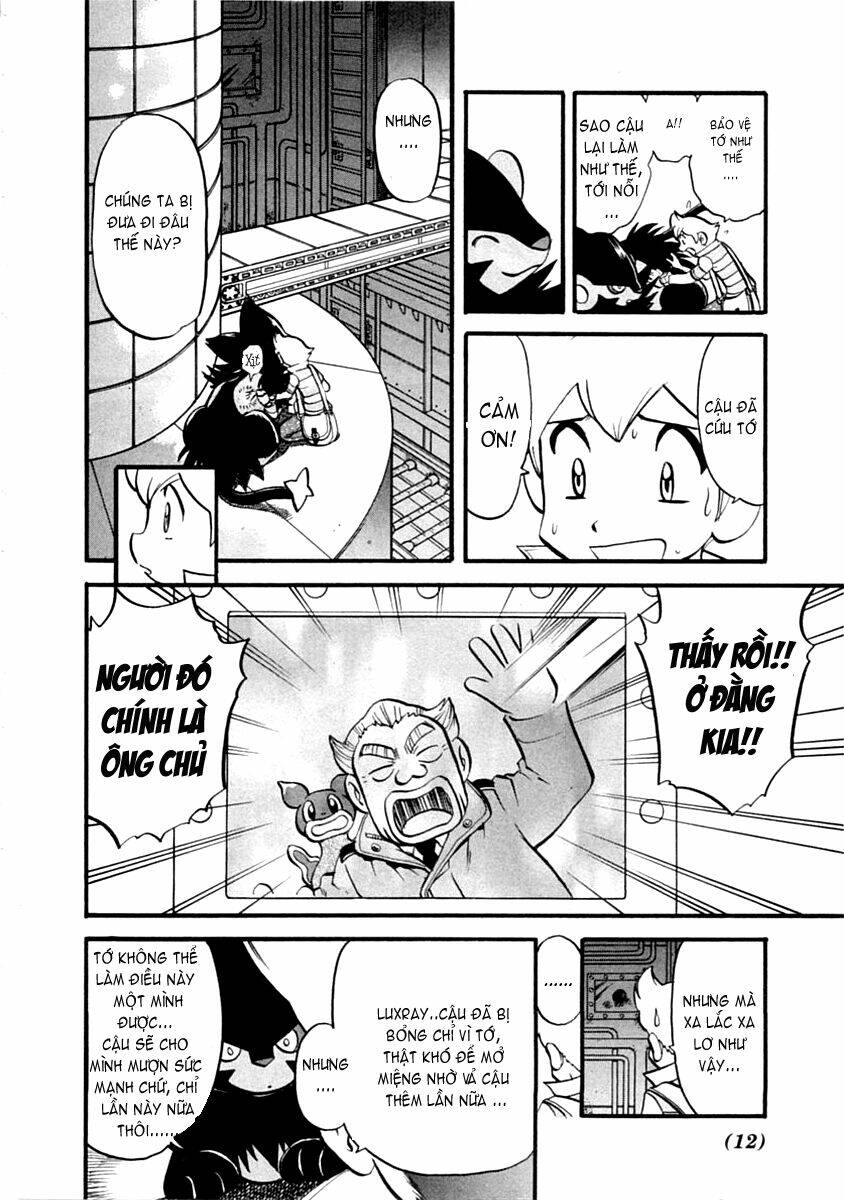 BẢO VỆ
TỚ NHƯ
THẾ
....
A!!
SAO CẬU
LẠI LÀM
NHƯ THẾ,
TỚI NỖI
...
CẬU ĐÃ
CỨU TỚ
CẢM
ƠN!
NHƯNG
....
CHÚNG TA BỊ
ĐƯA ĐI ĐÂU
THẾ NÀY?
XỊT
THẤY RỒI!!
Ở ĐẰNG
KIA!!
NGƯỜI ĐÓ
CHÍNH LÀ
ÔNG CHỦ
NHƯNG MÀ
XA LẮC XA
LƠ NHƯ
VẬY...
......
LUXRAY..CẬU ĐÃ BỊ
BỎNG CHỈ VÌ TỚ,
THẬT KHÓ ĐỂ MỞ
MIỆNG NHỜ VẢ CẬU
THÊM LẦN NỮA ...
NHƯNG
....
TỚ KHÔNG THỂ
LÀM ĐIỀU NÀY
MỘT MÌNH
ĐƯỢC...
CẬU SẼ CHO
MÌNH MƯỢN SỨC
MẠNH CHỨ, CHỈ
LẦN NÀY NỮA
THÔI......
(12)